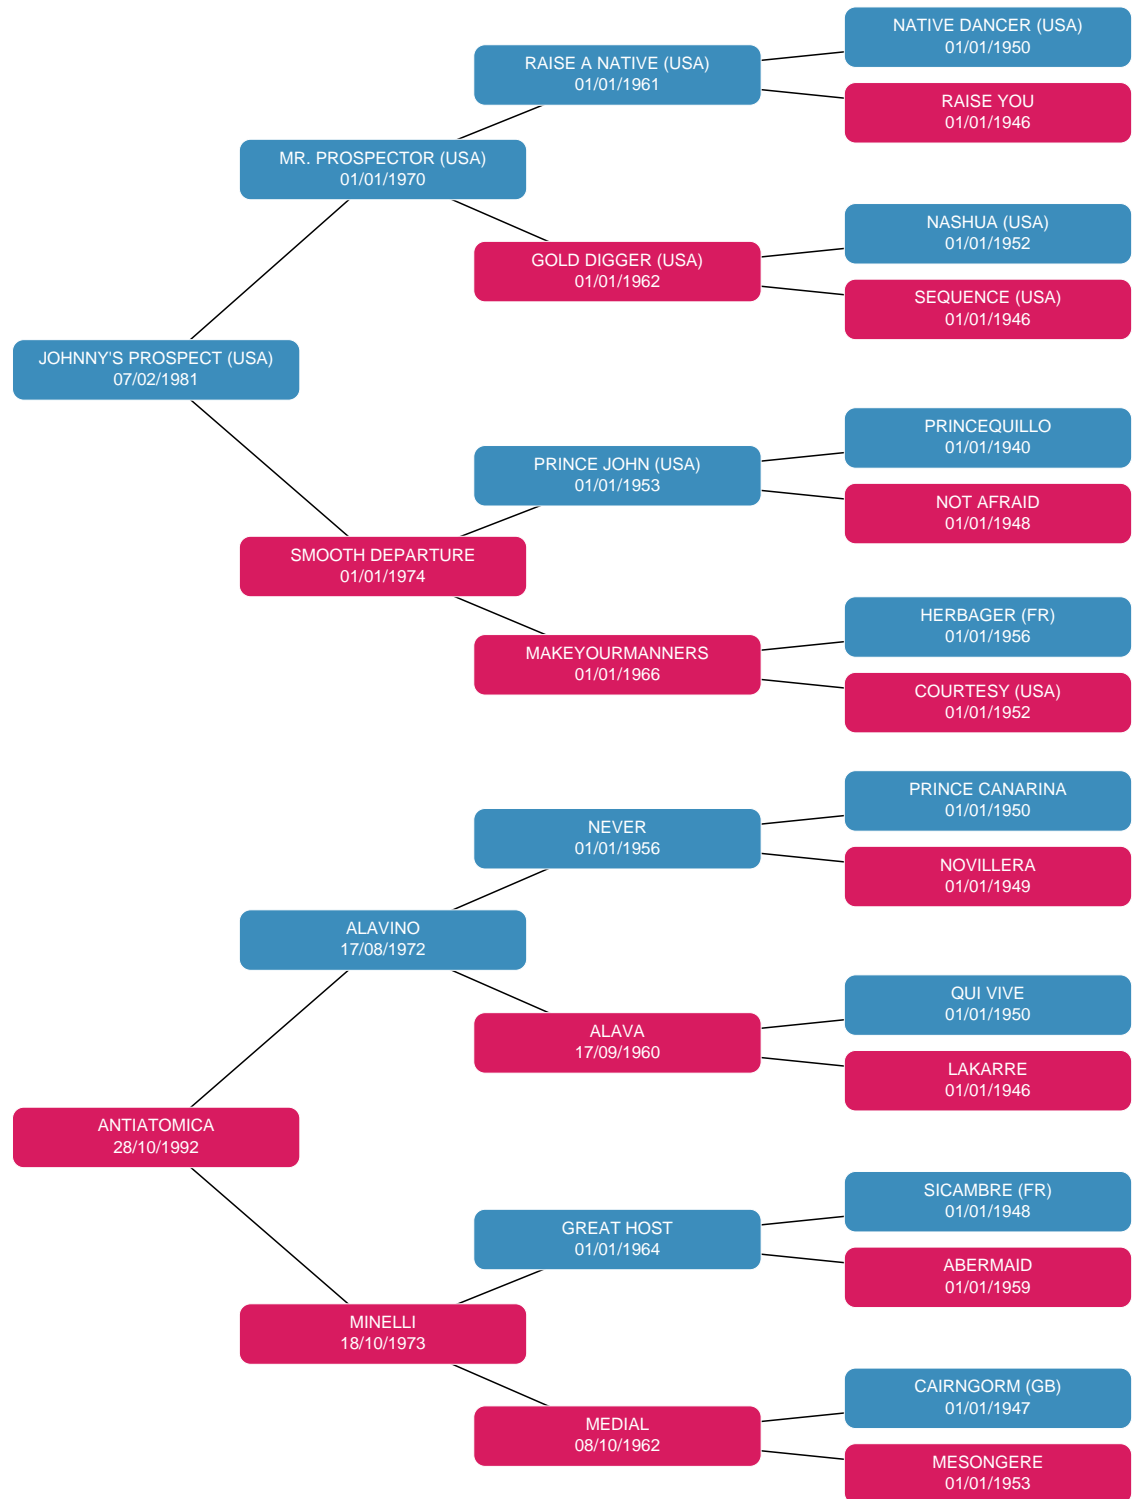 NATIVE DANCER (USA)
01/01/1950
RAISE A NATIVE (USA)
01/01/1961
RAISE YOU
01/01/1946
MR. PROSPECTOR (USA)
01/01/1970
NASHUA (USA)
01/01/1952
GOLD DIGGER (USA)
01/01/1962
SEQUENCE (USA)
01/01/1946
JOHNNY'S PROSPECT (USA)
07/02/1981
PRINCEQUILLO
01/01/1940
PRINCE JOHN (USA)
01/01/1953
NOT AFRAID
01/01/1948
SMOOTH DEPARTURE
01/01/1974
HERBAGER (FR)
01/01/1956
MAKEYOURMANNERS
01/01/1966
COURTESY (USA)
01/01/1952
PRINCE CANARINA
01/01/1950
NEVER
01/01/1956
NOVILLERA
01/01/1949
ALAVINO
17/08/1972
QUI VIVE
01/01/1950
ALAVA
17/09/1960
LAKARRE
01/01/1946
ANTIATOMICA
28/10/1992
SICAMBRE (FR)
01/01/1948
GREAT HOST
01/01/1964
ABERMAID
01/01/1959
MINELLI
18/10/1973
CAIRNGORM (GB)
01/01/1947
MEDIAL
08/10/1962
MESONGERE
01/01/1953